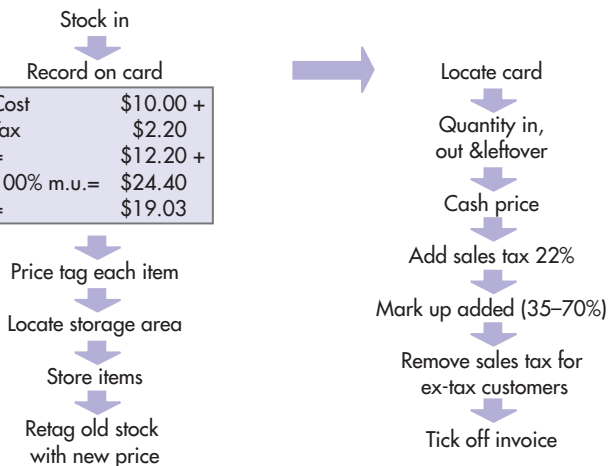 Stock in
Record on card
Cost $10.00 +
Tax $2.20
= $12.20 +
00% m.u.= $24.40
= $19.03
Price tag each item
Locate storage area
Store items
Retag old stock
with new price
Locate card
Quantity in,
out &leftover
Cash price
Add sales tax 22%
Mark up added (35–70%)
Remove sales tax for
ex-tax customers
Tick off invoice